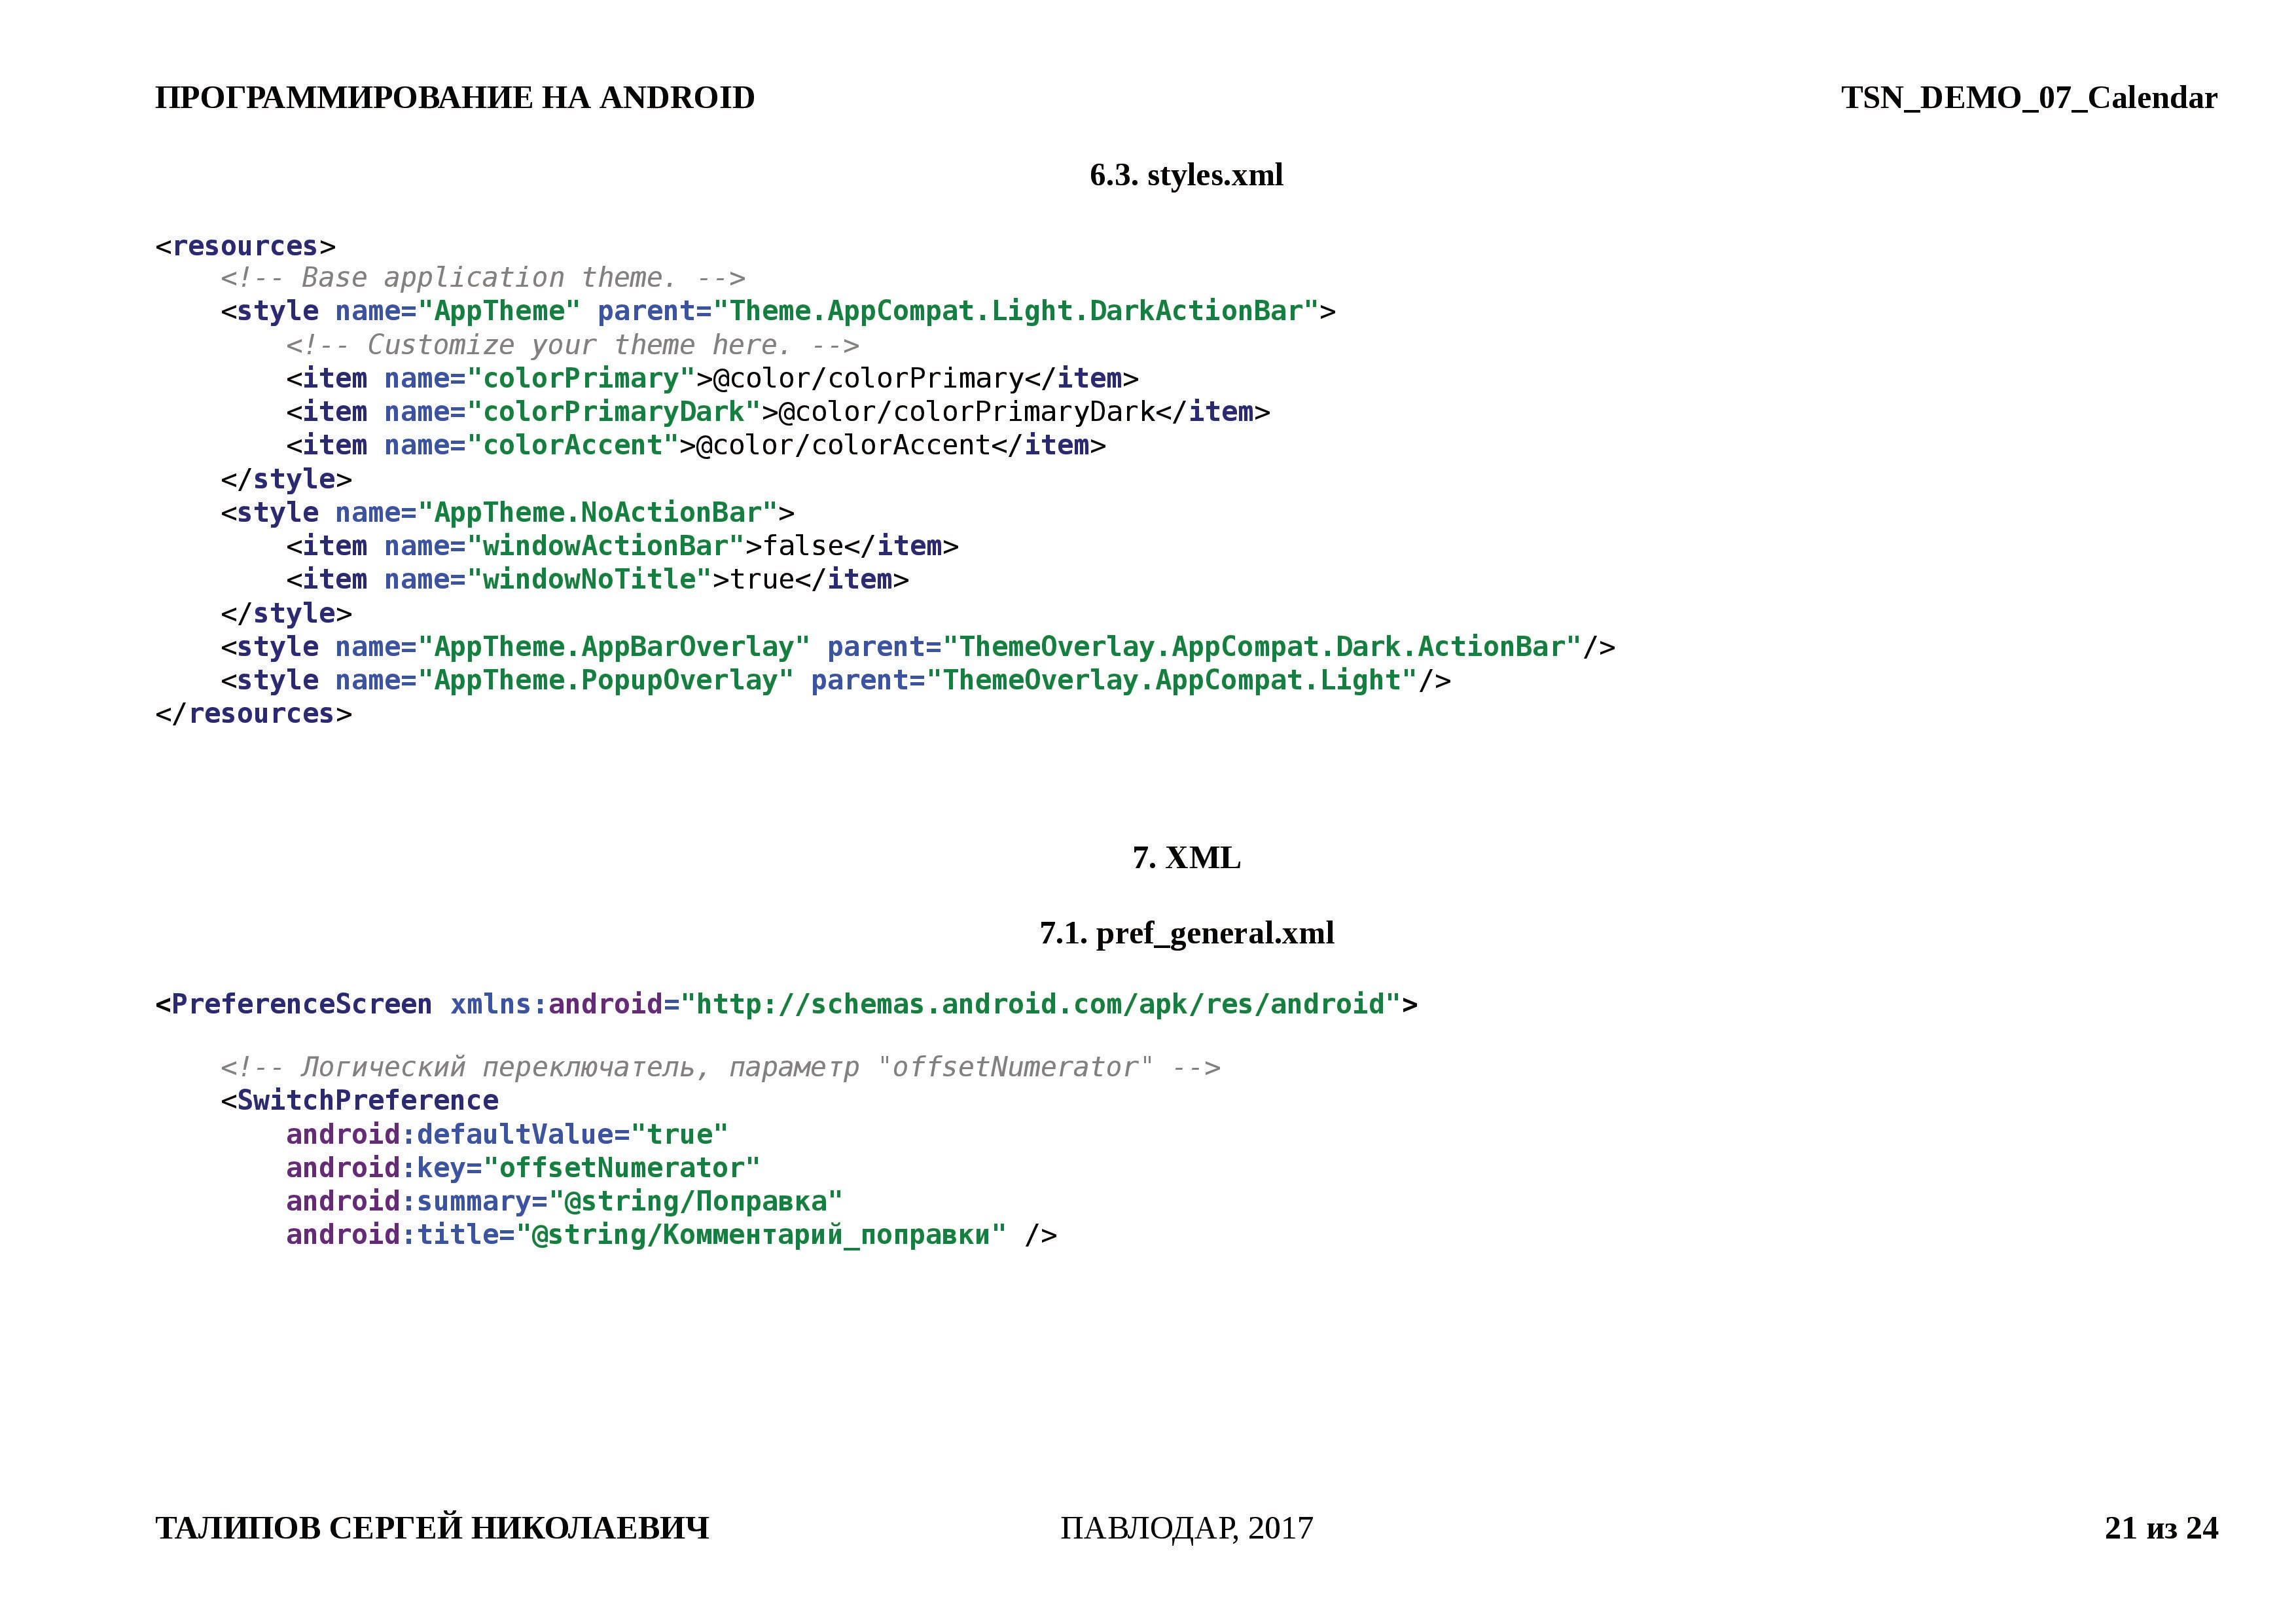 ПРОГРАММИРОВАНИЕ НА ANDROID TSN_DEMO_07_Calendar
6.3. styles.xml
<resources>
    <!-- Base application theme. -->
    <style name="AppTheme" parent="Theme.AppCompat.Light.DarkActionBar">
        <!-- Customize your theme here. -->
        <item name="colorPrimary">@color/colorPrimary</item>
        <item name="colorPrimaryDark">@color/colorPrimaryDark</item>
        <item name="colorAccent">@color/colorAccent</item>
    </style>
    <style name="AppTheme.NoActionBar">
        <item name="windowActionBar">false</item>
        <item name="windowNoTitle">true</item>
    </style>
    <style name="AppTheme.AppBarOverlay" parent="ThemeOverlay.AppCompat.Dark.ActionBar"/>
    <style name="AppTheme.PopupOverlay" parent="ThemeOverlay.AppCompat.Light"/>
</resources>
7. XML
7.1. pref_general.xml
<PreferenceScreen xmlns:android="http://schemas.android.com/apk/res/android">
    <!-- Логический переключатель, параметр "offsetNumerator" -->
    <SwitchPreference
        android:defaultValue="true"
        android:key="offsetNumerator"
        android:summary="@string/Поправка"
        android:title="@string/Комментарий_поправки" />
ТАЛИПОВ СЕРГЕЙ НИКОЛАЕВИЧ ПАВЛОДАР, 2017 21 из 24